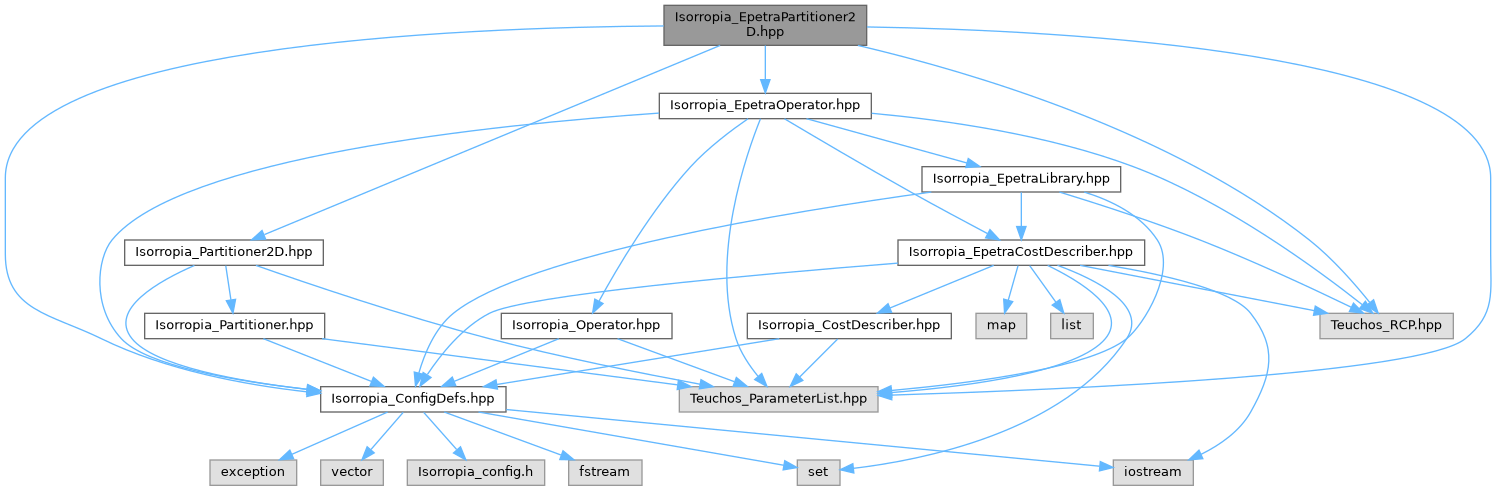 Isorropia_EpetraPartitioner2
D.hpp
Isorropia_EpetraOperator.hpp
Isorropia_EpetraLibrary.hpp
Isorropia_Partitioner2D.hpp
Isorropia_EpetraCostDescriber.hpp
Isorropia_Partitioner.hpp
Isorropia_Operator.hpp
Isorropia_CostDescriber.hpp
map
list
Teuchos_RCP.hpp
Isorropia_ConfigDefs.hpp
Teuchos_ParameterList.hpp
exception
vector
Isorropia_config.h
fstream
set
iostream